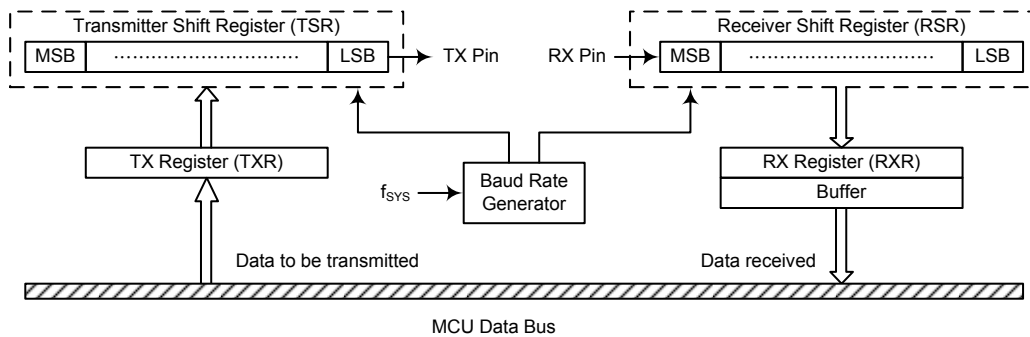 Transmitter Shift Register (TSR)
MSB
LSB
TX Pin
RX Pin
Receiver Shift Register (RSR)
MSB
LSB
TX Register (TXR)
fSYS
Baud Rate
Generator
RX Register (RXR)
Buffer
Data to be transmitted
Data received
MCU Data Bus